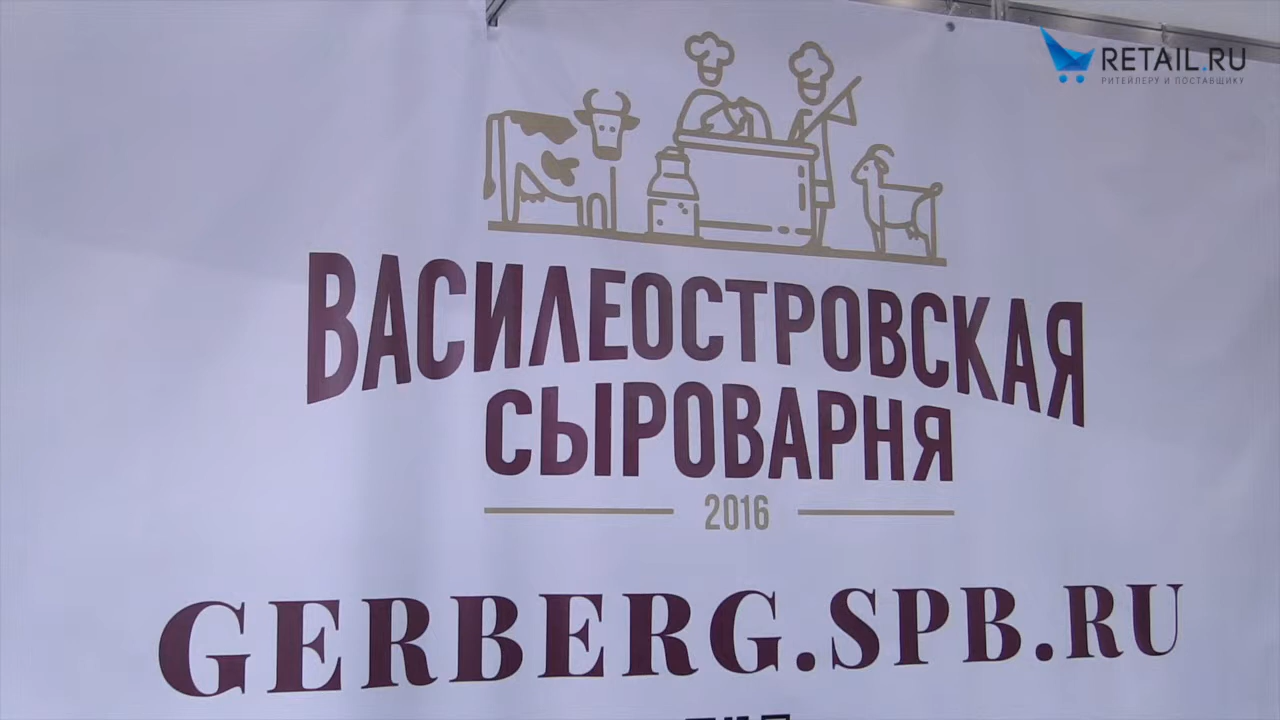 RETAIL.RU
РИТЕЙЛЕРУ И ПОСТАВЩИКУ
ВАСИЛЕОСТРОВСКАЯ
СЫРОВАРНЯ
2016
GERBERG.SPB.RU